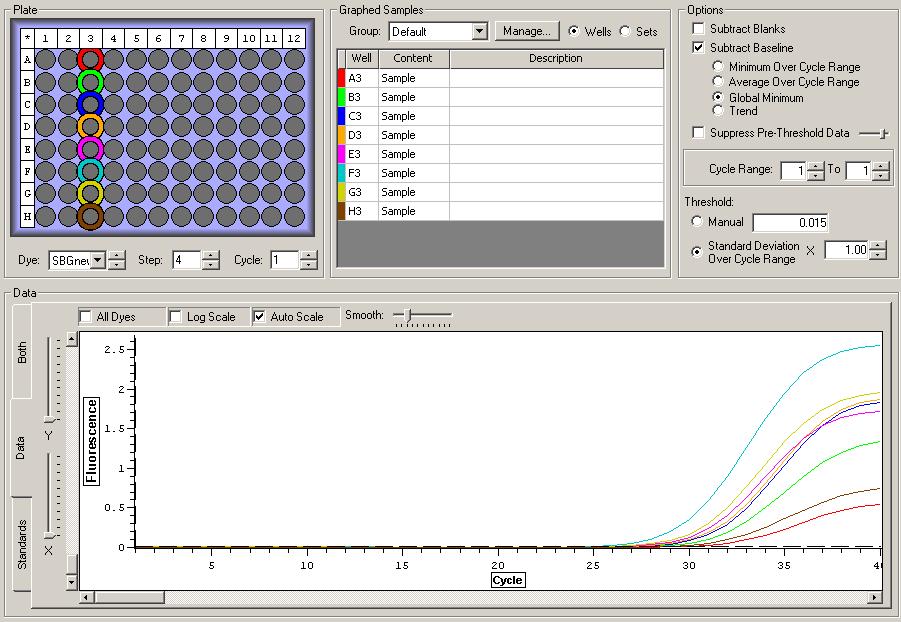 Plate
* 1 2 3 4 5 6 7 8 9 10 11 12
A
B
C
D
E
F
G
H
Dye: SBGnew Step: 4 Cycle: 1
Graphed Samples
Group: Default Manage... Wells Sets
Well Content Description
A3 Sample
B3 Sample
C3 Sample
D3 Sample
E3 Sample
F3 Sample
G3 Sample
H3 Sample
Options
Subtract Blanks
Subtract Baseline
Minimum Over Cycle Range
Average Over Cycle Range
Global Minimum
Trend
Suppress Pre-Threshold Data
Cycle Range: 1 To 1
Threshold:
Manual 0.015
Standard Deviation
Over Cycle Range X 1.00
Data
Both
Data
Standards
Y
X
All Dyes Log Scale Auto Scale Smooth:
Fluorescence
2.5
2
1.5
1
0.5
0
5 10 15 20 25 30 35 40
Cycle